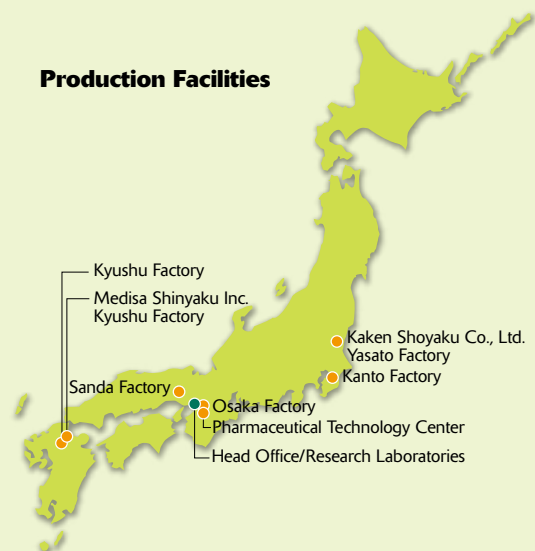 Production Facilities
Kyushu Factory
Medisa Shinyaku Inc.
Kyushu Factory
Kaken Shoyaku Co., Ltd.
Yasato Factory
Kanto Factory
Sanda Factory
Osaka Factory
Pharmaceutical Technology Center
Head Office/Research Laboratories